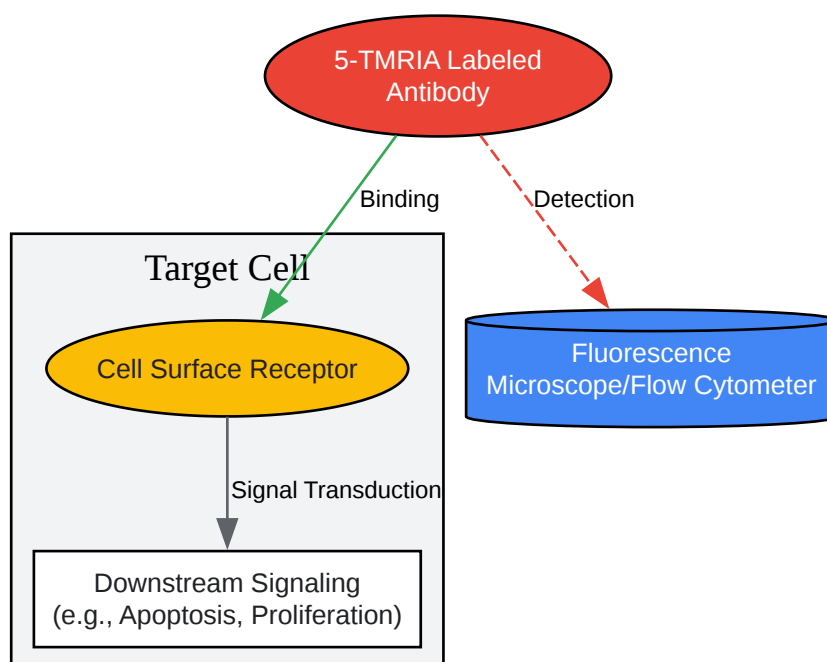 5-TMRIA Labeled
Antibody
Binding
Detection
Target Cell
Cell Surface Receptor
Fluorescence
Microscope/Flow Cytometer
Signal Transduction
Downstream Signaling
(e.g., Apoptosis, Proliferation)